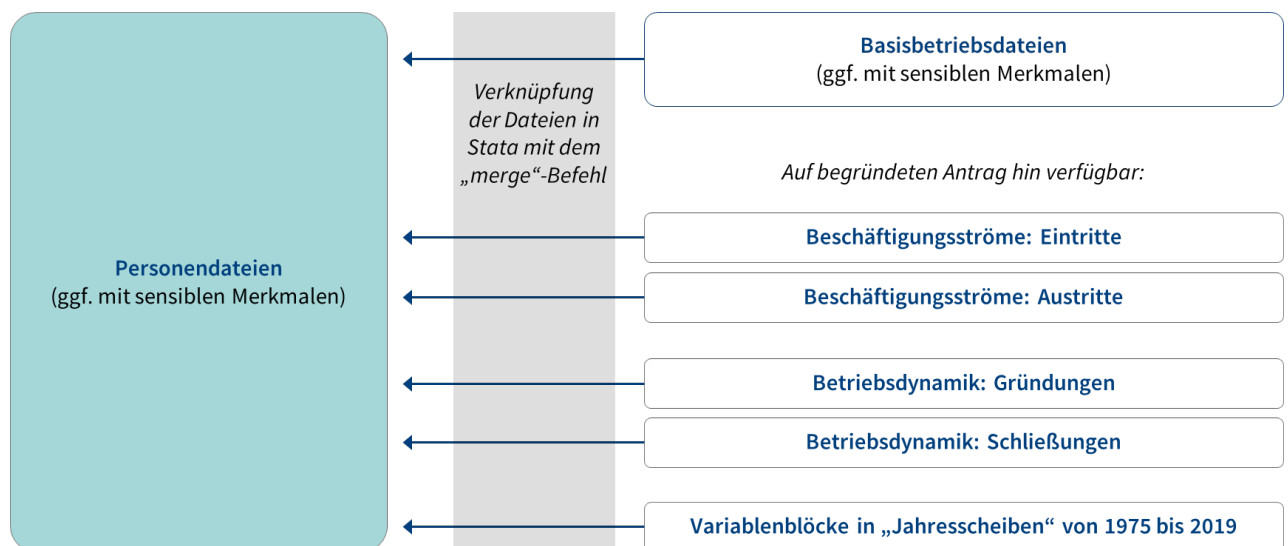 Personendateien
(ggf. mit sensiblen Merkmalen)
Verknüpfung
der Dateien in
Stata mit dem
„merge“-Befehl
Basisbetriebsdateien
(ggf. mit sensiblen Merkmalen)
Auf begründeten Antrag hin verfügbar:
Beschäftigungsströme: Eintritte
Beschäftigungsströme: Austritte
Betriebsdynamik: Gründungen
Betriebsdynamik: Schließungen
Variablenblöcke in „Jahresscheiben“ von 1975 bis 2019